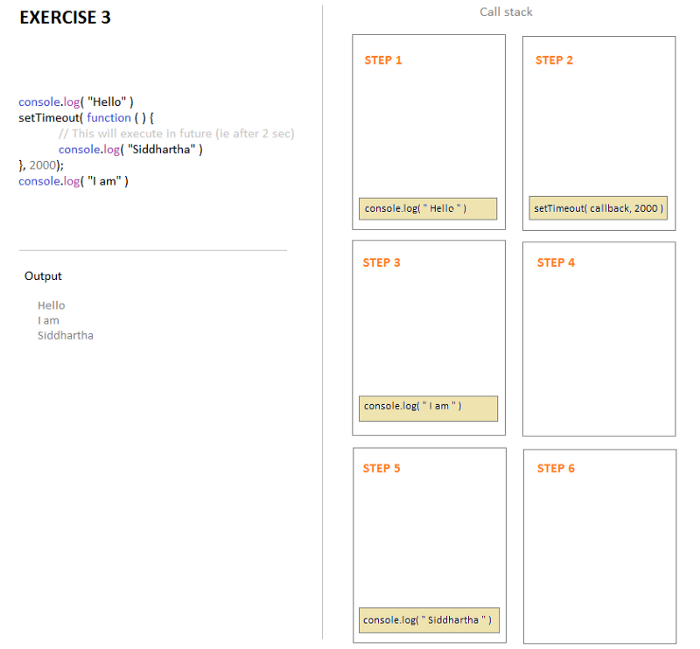 EXERCISE 3
console.log( "Hello" )
setTimeout( function ( ) {
// This will execute in future (ie after 2 sec)
console.log( "Siddhartha" )
}, 2000);
console.log( "I am" )
Output
Hello
I am
Siddhartha
Call stack
STEP 1
console.log( " Hello " )
STEP 2
setTimeout( callback, 2000 )
STEP 3
console.log( " I am " )
STEP 4
STEP 5
console.log( " Siddhartha " )
STEP 6